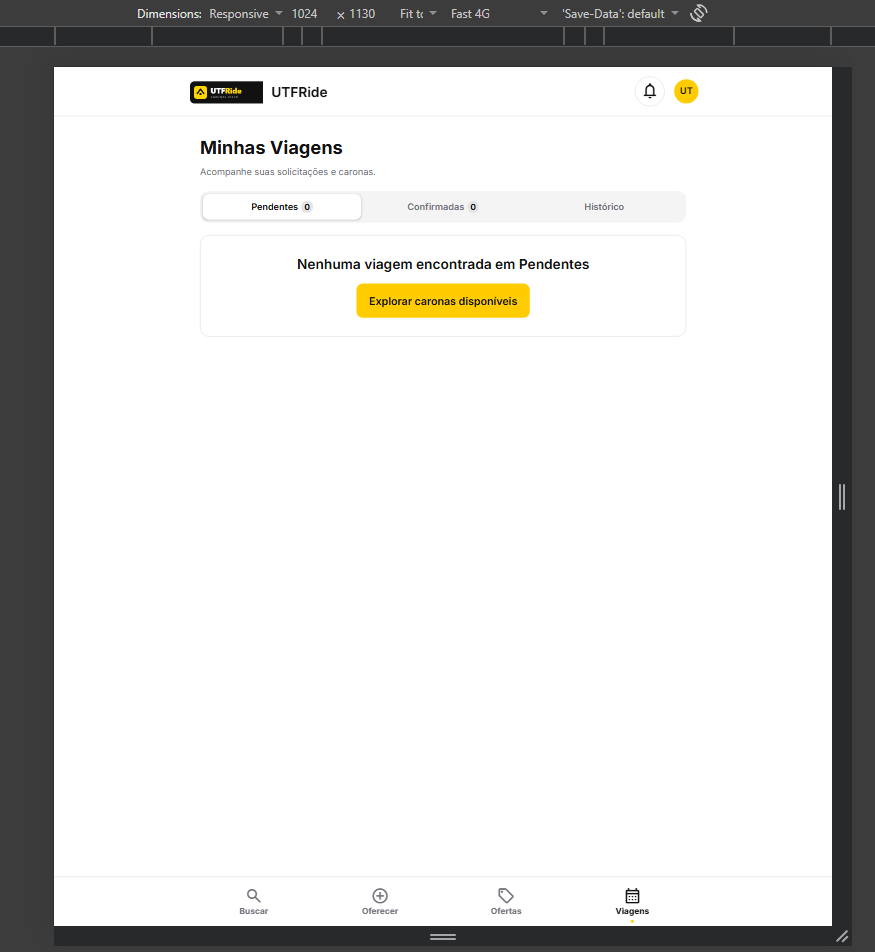 Dimensions: Responsive 1024 × 1130 Fit to Fast 4G 'Save-Data': default
UTFRide UTFRide UT
Minhas Viagens
Acompanhe suas solicitações e caronas.
Pendentes 0 Confirmadas 0 Histórico
Nenhuma viagem encontrada em Pendentes
Explorar caronas disponíveis
Buscar Oferecer Ofertas Viagens